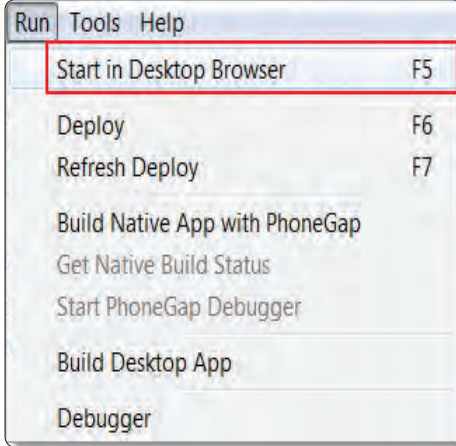 Run Tools Help
Start in Desktop Browser F5
Deploy F6
Refresh Deploy F7
Build Native App with PhoneGap
Get Native Build Status
Start PhoneGap Debugger
Build Desktop App
Debugger